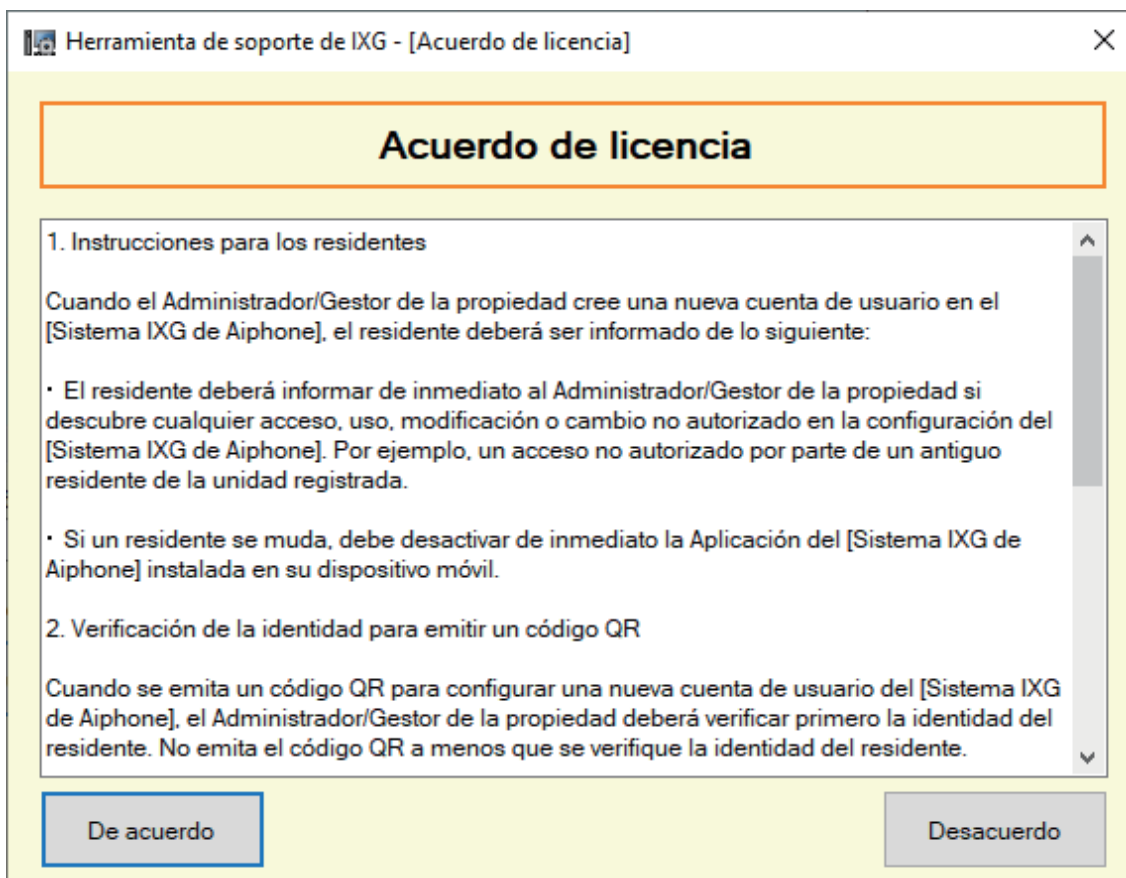 Herramienta de soporte de IXG - [Acuerdo de licencia]
Acuerdo de licencia
1. Instrucciones para los residentes
Cuando el Administrador/Gestor de la propiedad cree una nueva cuenta de usuario en el
[Sistema IXG de Aiphone], el residente deberá ser informado de lo siguiente:
· El residente deberá informar de inmediato al Administrador/Gestor de la propiedad si
descubre cualquier acceso, uso, modificación o cambio no autorizado en la configuración del
[Sistema IXG de Aiphone]. Por ejemplo, un acceso no autorizado por parte de un antiguo
residente de la unidad registrada.
· Si un residente se muda, debe desactivar de inmediato la Aplicación del [Sistema IXG de
Aiphone] instalada en su dispositivo móvil.
2. Verificación de la identidad para emitir un código QR
Cuando se emita un código QR para configurar una nueva cuenta de usuario del [Sistema IXG
de Aiphone], el Administrador/Gestor de la propiedad deberá verificar primero la identidad del
residente. No emita el código QR a menos que se verifique la identidad del residente.
De acuerdo
Desacuerdo